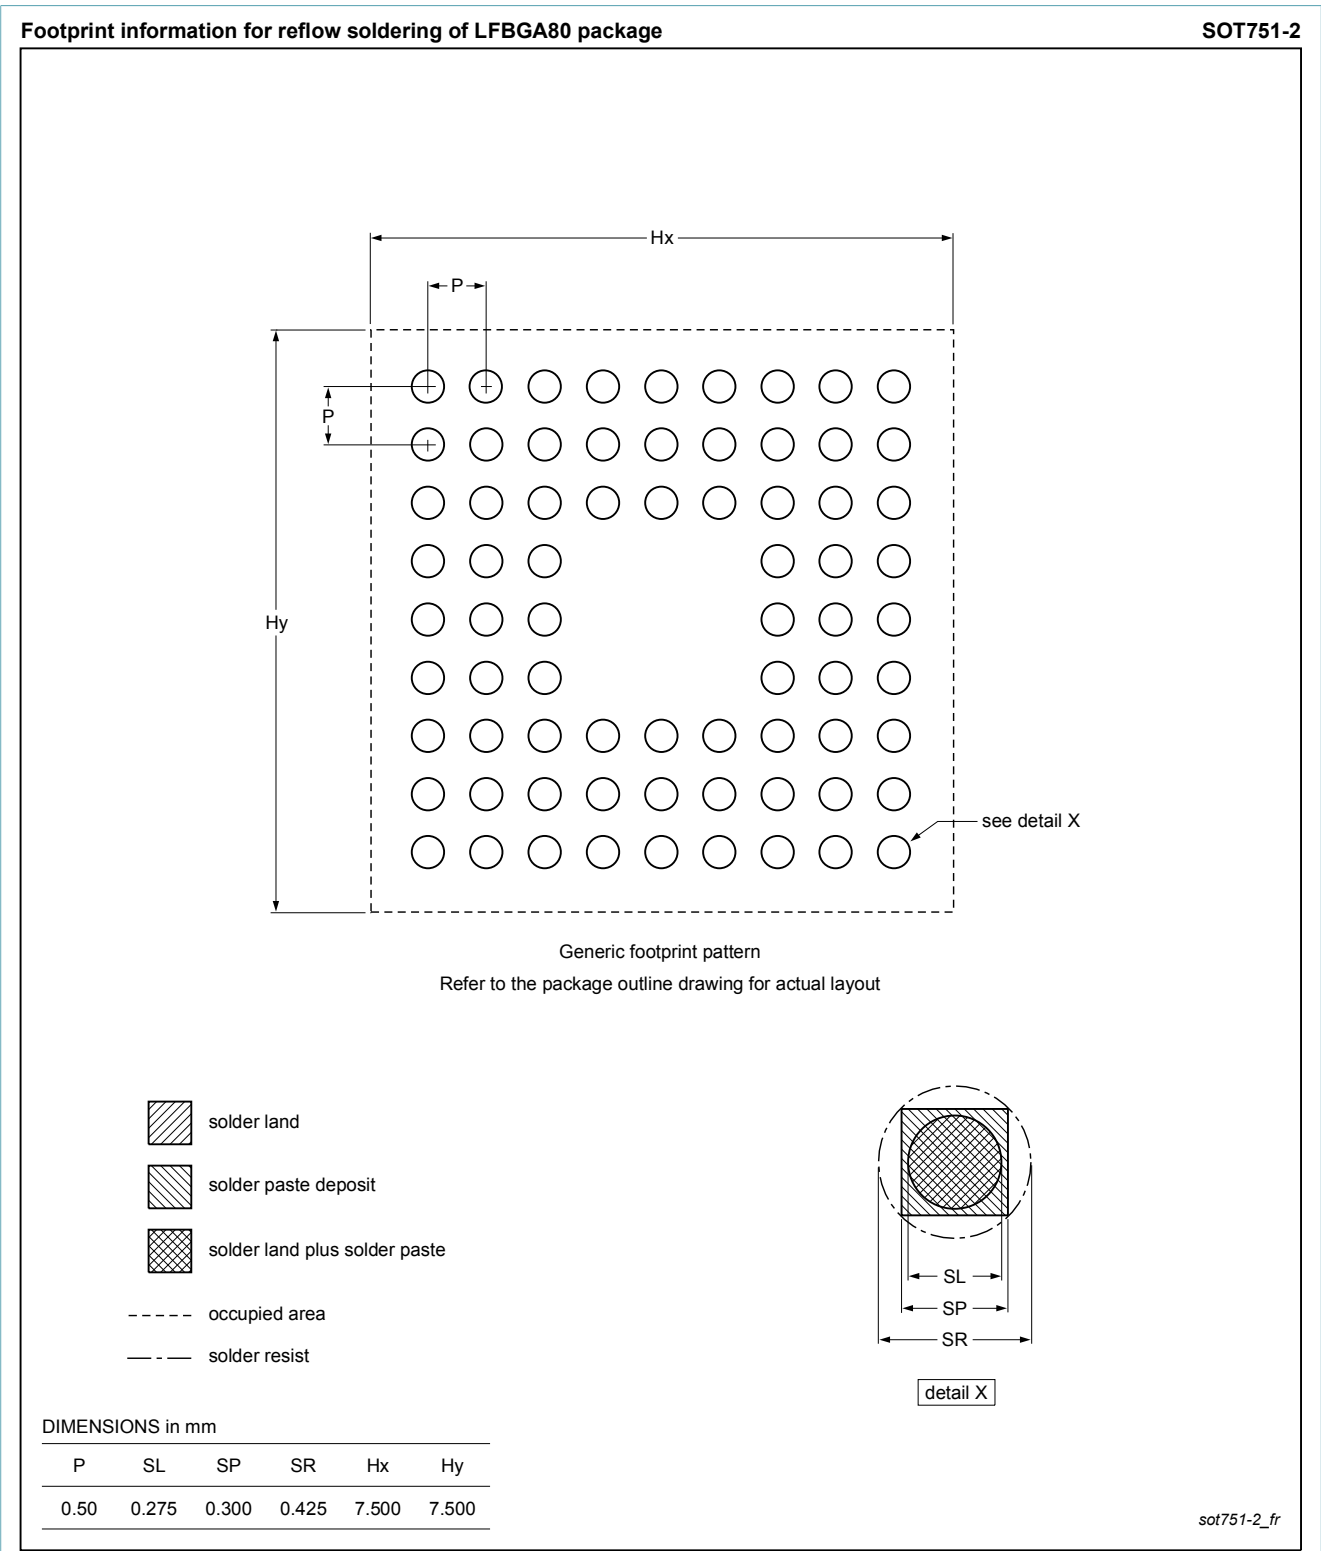 Footprint information for reflow soldering of LFBGA80 package SOT751-2
Hx
P
P
Hy
see detail X
Generic footprint pattern
Refer to the package outline drawing for actual layout
solder land
solder paste deposit
solder land plus solder paste
occupied area
solder resist
SL
SP
SR
detail X
DIMENSIONS in mm
P SL SP SR Hx Hy
0.50 0.275 0.300 0.425 7.500 7.500
sot751-2_fr